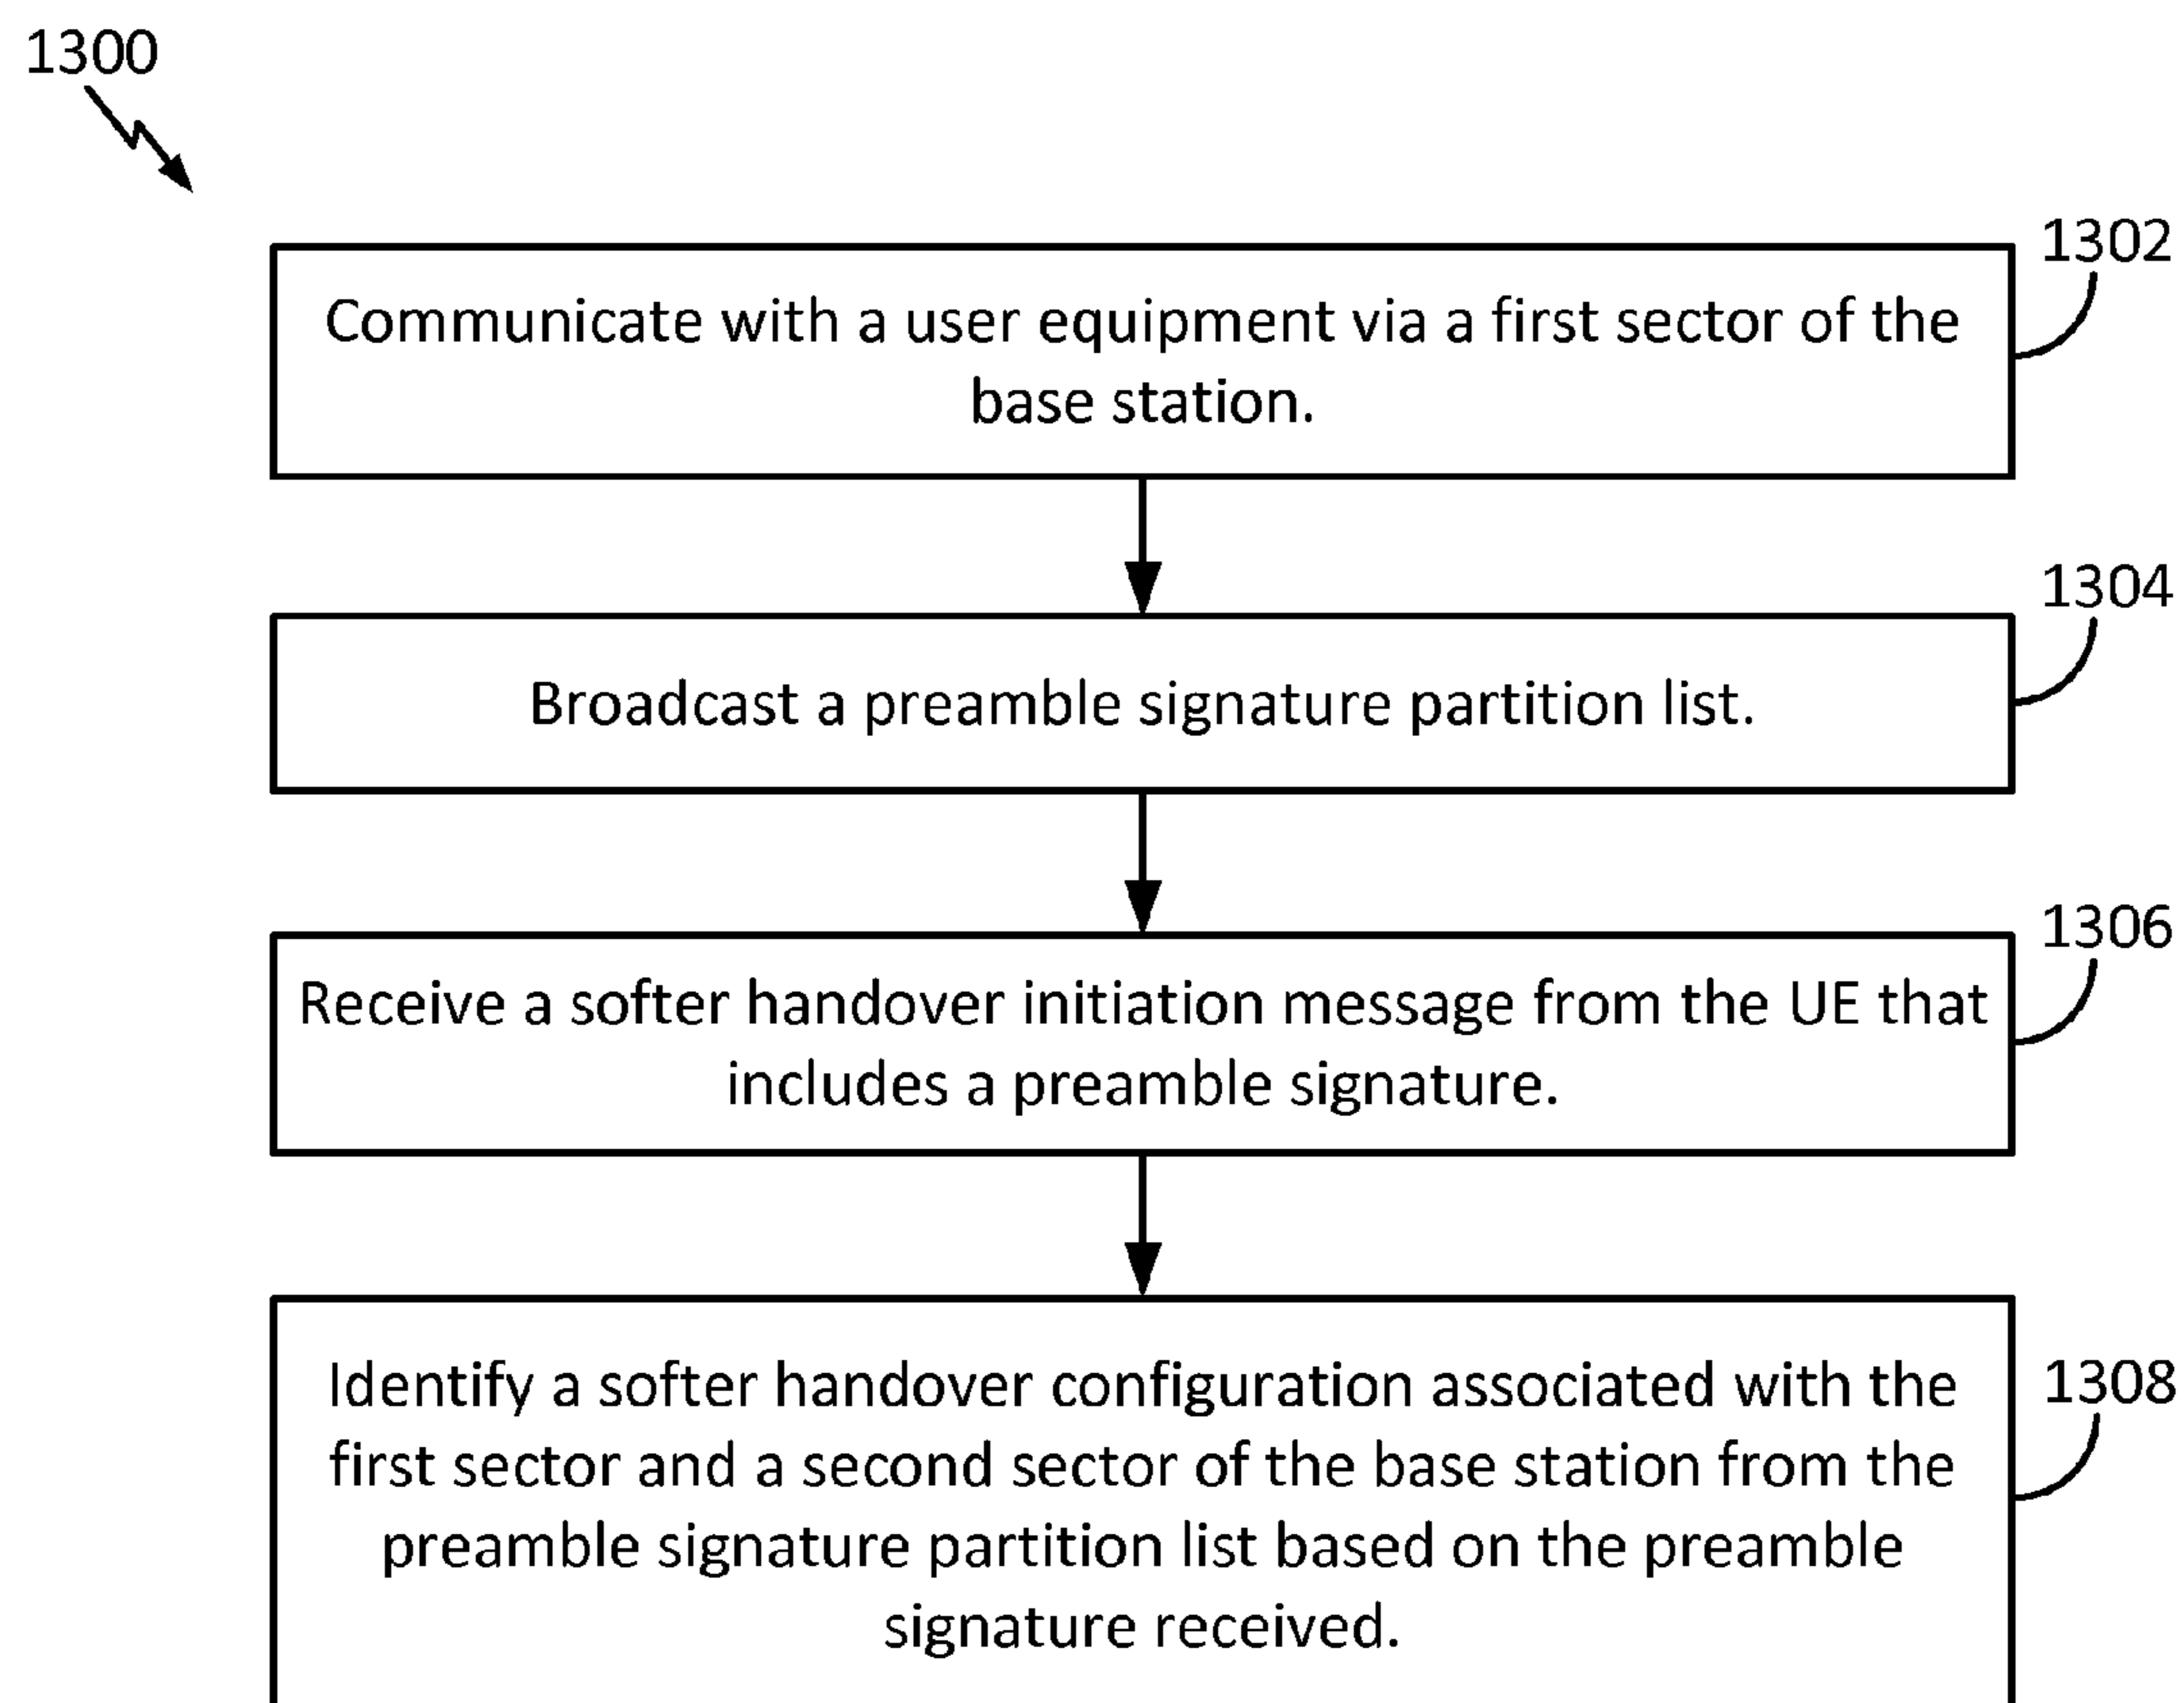 1300
1302
Communicate with a user equipment via a first sector of the
base station.
1304
Broadcast a preamble signature partition list.
1306
Receive a softer handover initiation message from the UE that
includes a preamble signature.
1308
Identify a softer handover configuration associated with the
first sector and a second sector of the base station from the
preamble signature partition list based on the preamble
signature received.